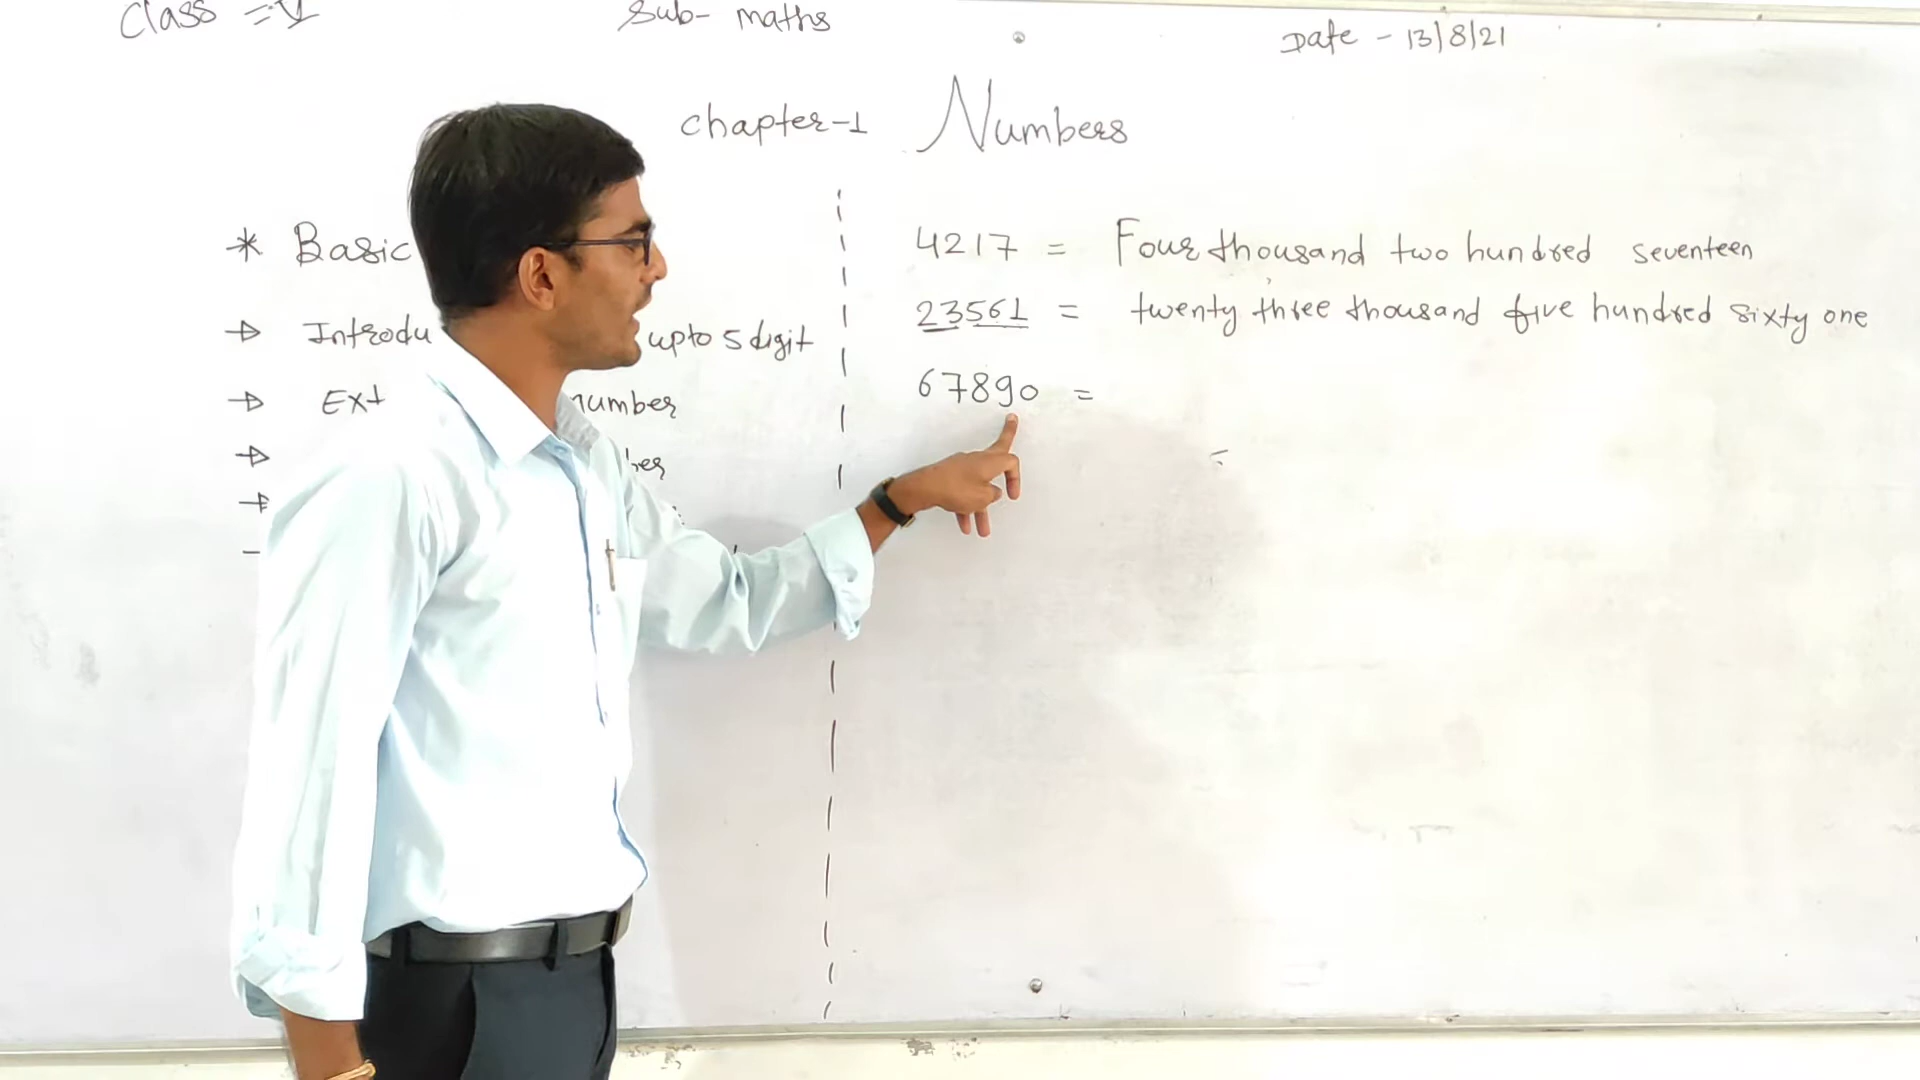 Class = V
Sub- maths
Date - 13/8/21
chapter-1 Numbers
* Basic
→ Introdu upto 5 digit
→ Ext number
→
→
-
4217 = Four thousand two hundred seventeen
23561 = twenty three thousand five hundred sixty one
67890 =
=